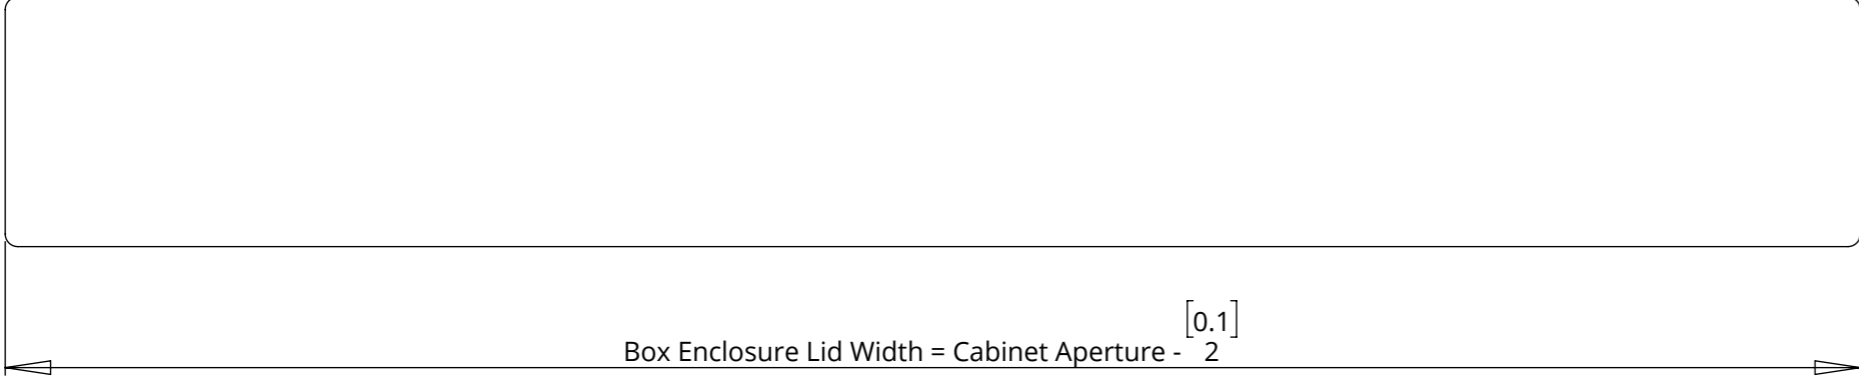 [0.1]
Box Enclosure Lid Width = Cabinet Aperture - 2